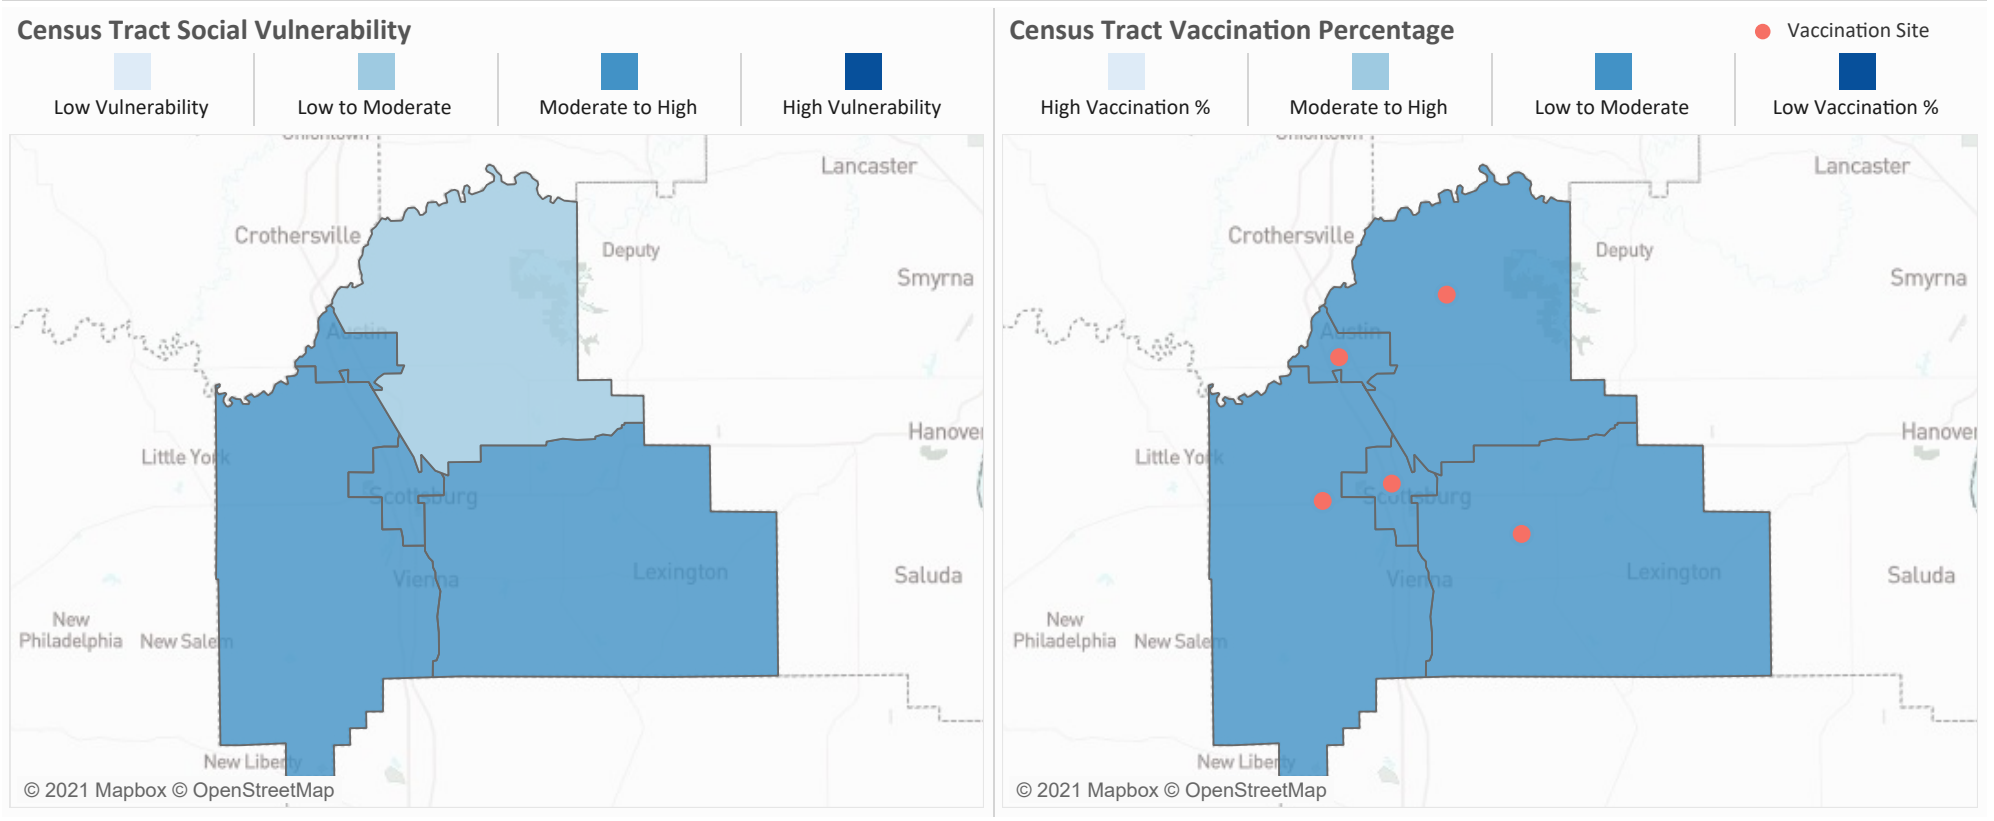 Census Tract Social Vulnerability
Low Vulnerability
Low to Moderate
Moderate to High
High Vulnerability
Uniontown
Lancaster
Crothersville
Deputy
Smyrna
Austin
Hanover
Little York
Scottsburg
Vienna
Lexington
Saluda
New
Philadelphia
New Salem
New Liberty
© 2021 Mapbox © OpenStreetMap
Census Tract Vaccination Percentage
Vaccination Site
High Vaccination %
Moderate to High
Low to Moderate
Low Vaccination %
Uniontown
Lancaster
Crothersville
Deputy
Smyrna
Austin
Hanover
Little York
Scottsburg
Vienna
Lexington
Saluda
New
Philadelphia
New Salem
New Liberty
© 2021 Mapbox © OpenStreetMap